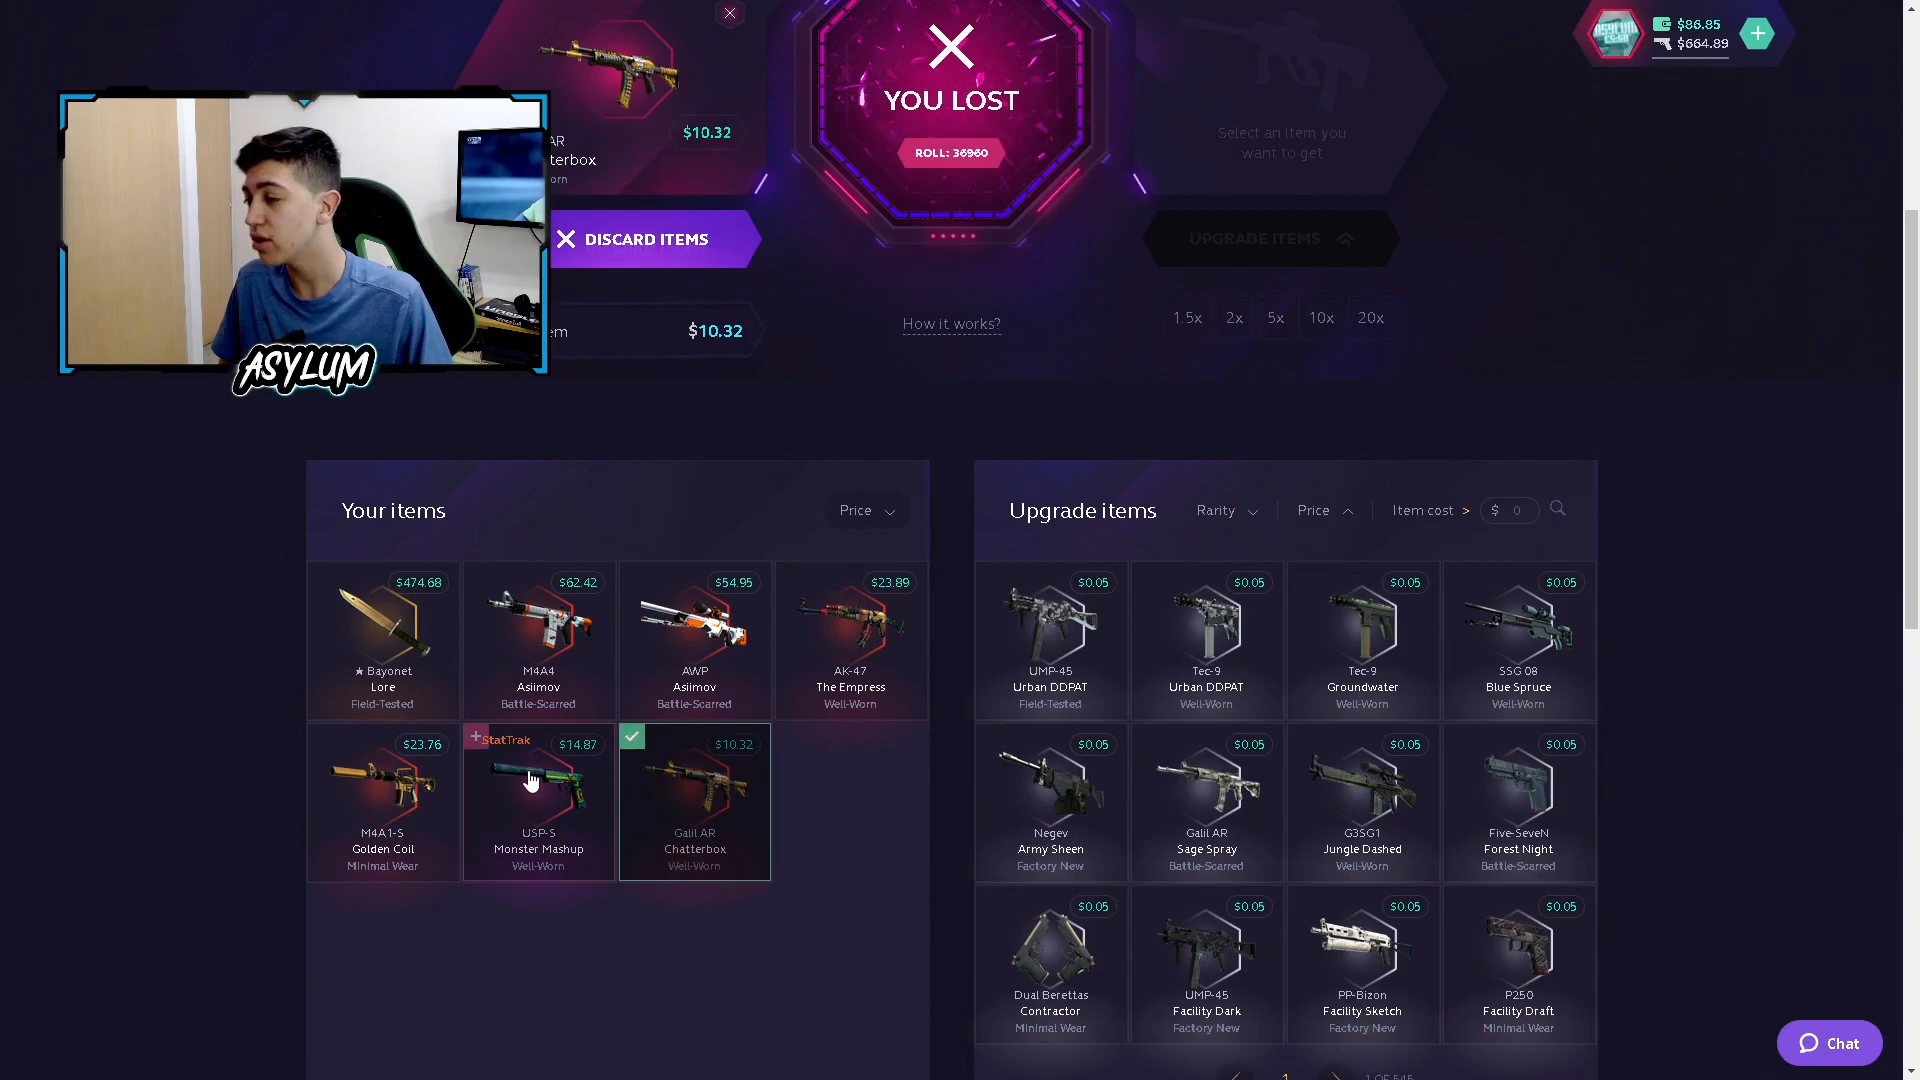 $86.85
$664.89
ASYLUM
CS:GO
YOU LOST
ROLL: 36960
$10.32
AR
terbox
orn
Select an item you
want to get
DISCARD ITEMS
UPGRADE ITEMS
em
$10.32
How it works?
1.5x 2x 5x 10x 20x
ASYLUM
Your items
Price
Upgrade items
Rarity
Price
Item cost >
$ 0
$474.68
★ Bayonet
Lore
Field-Tested
$62.42
M4A4
Asiimov
Battle-Scarred
$54.95
AWP
Asiimov
Battle-Scarred
$23.89
AK-47
The Empress
Well-Worn
$23.76
M4A1-S
Golden Coil
Minimal Wear
StatTrak
$14.87
USP-S
Monster Mashup
Well-Worn
$10.32
Galil AR
Chatterbox
Well-Worn
$0.05
UMP-45
Urban DDPAT
Field-Tested
$0.05
Tec-9
Urban DDPAT
Well-Worn
$0.05
Tec-9
Groundwater
Well-Worn
$0.05
SSG 08
Blue Spruce
Well-Worn
$0.05
Negev
Army Sheen
Factory New
$0.05
Galil AR
Sage Spray
Battle-Scarred
$0.05
G3SG1
Jungle Dashed
Well-Worn
$0.05
Five-SeveN
Forest Night
Battle-Scarred
$0.05
Dual Berettas
Contractor
Minimal Wear
$0.05
UMP-45
Facility Dark
Factory New
$0.05
PP-Bizon
Facility Sketch
Factory New
$0.05
P250
Facility Draft
Minimal Wear
1
Chat